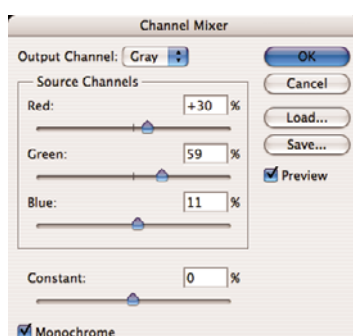 Channel Mixer
Output Channel: Gray
OK
Source Channels
Cancel
Red: +30 %
Load...
Green: 59 %
Save...
Preview
Blue: 11 %
Constant: 0 %
Monochrome